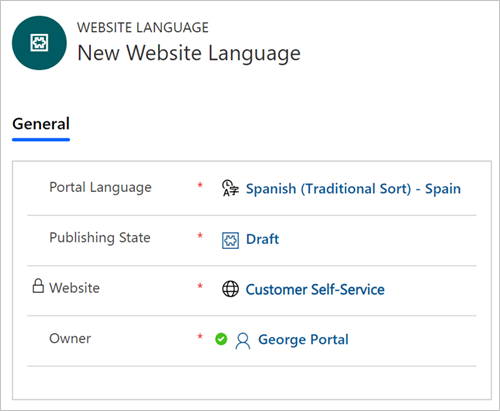 WEBSITE LANGUAGE
New Website Language
General
Portal Language * Spanish (Traditional Sort) - Spain
Publishing State * Draft
Website * Customer Self-Service
Owner * George Portal